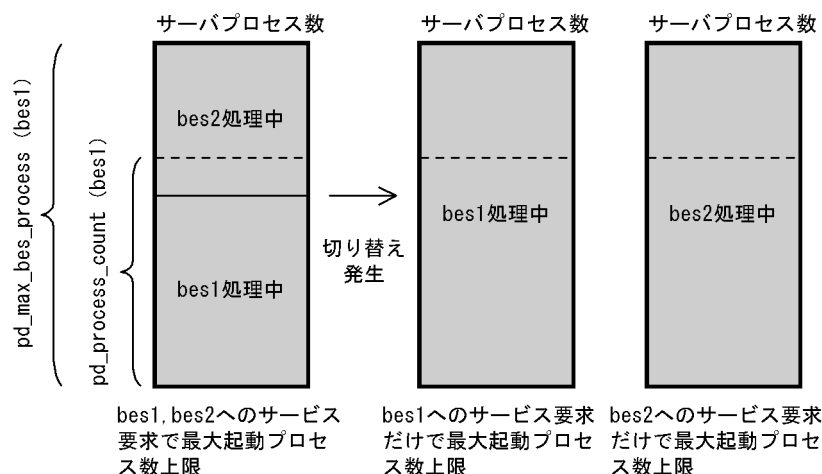 サーバプロセス数
サーバプロセス数
サーバプロセス数
pd_max_bes_process (bes1)
pd_process_count (bes1)
bes2処理中
bes1処理中
切り替え
発生
bes1処理中
bes2処理中
bes1,bes2へのサービス
要求で最大起動プロセ
ス数上限
bes1へのサービス要求
だけで最大起動プロセ
ス数上限
bes2へのサービス要求
だけで最大起動プロセ
ス数上限